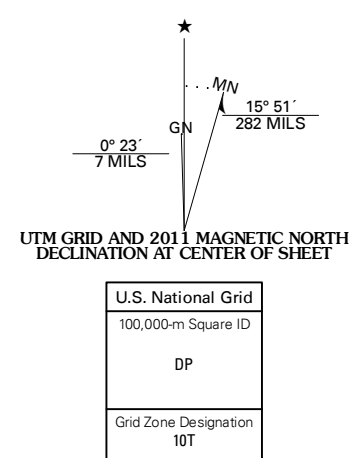 ★
MN
GN
15° 51´
282 MILS
0° 23´
7 MILS
UTM GRID AND 2011 MAGNETIC NORTH
DECLINATION AT CENTER OF SHEET
U.S. National Grid
100,000-m Square ID
DP
Grid Zone Designation
10T